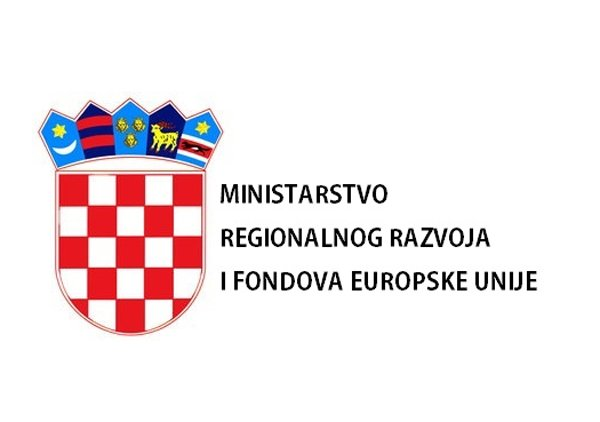 MINISTARSTVO
REGIONALNOG RAZVOJA
I FONDOVA EUROPSKE UNIJE